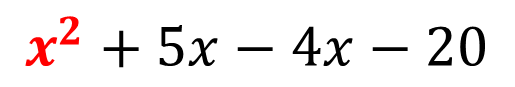 x² + 5x − 4x − 20